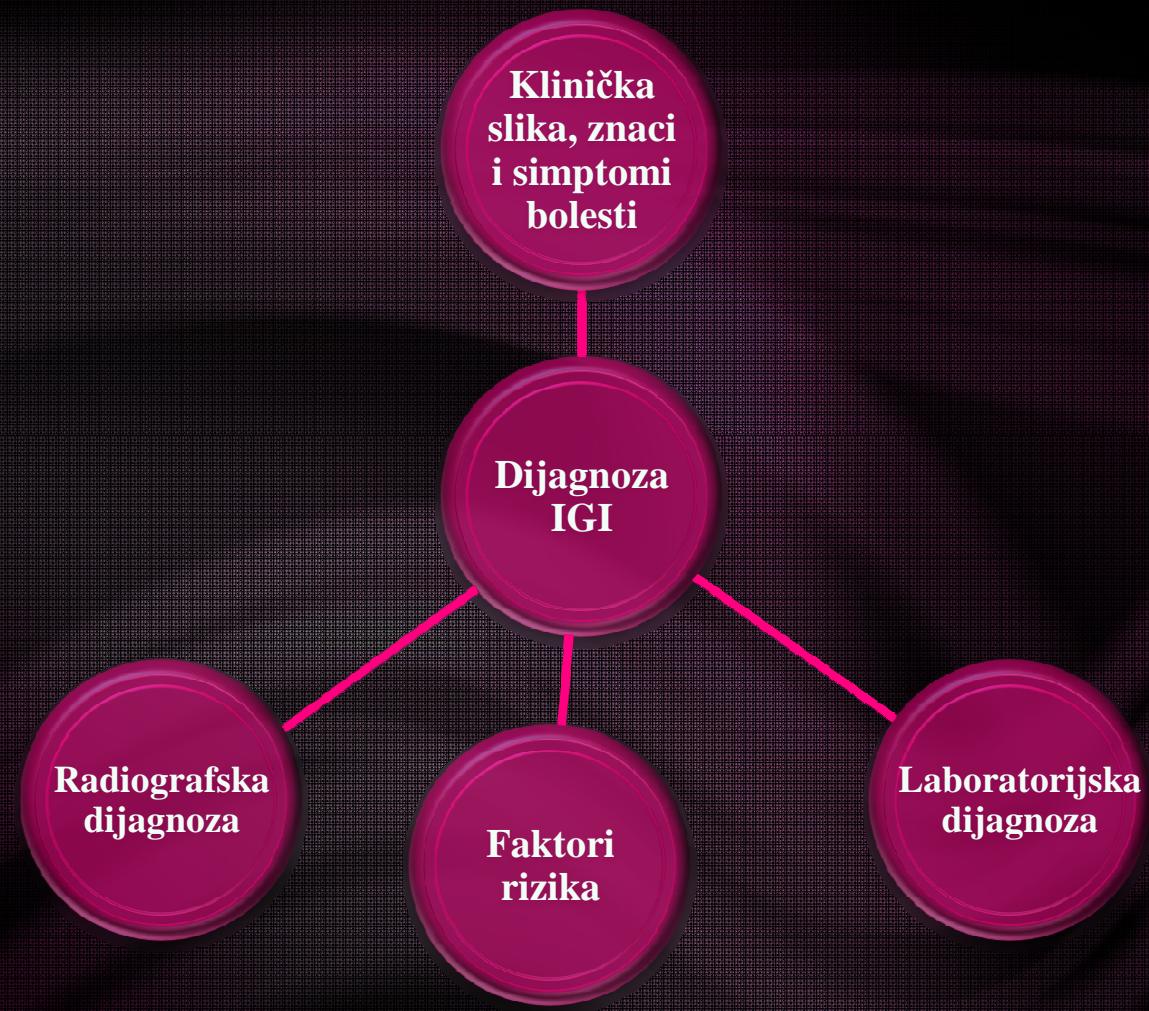 Klinička
slika, znaci
i simptomi
bolesti
Dijagnoza
IGI
Radiografska
dijagnoza
Faktori
rizika
Laboratorijska
dijagnoza